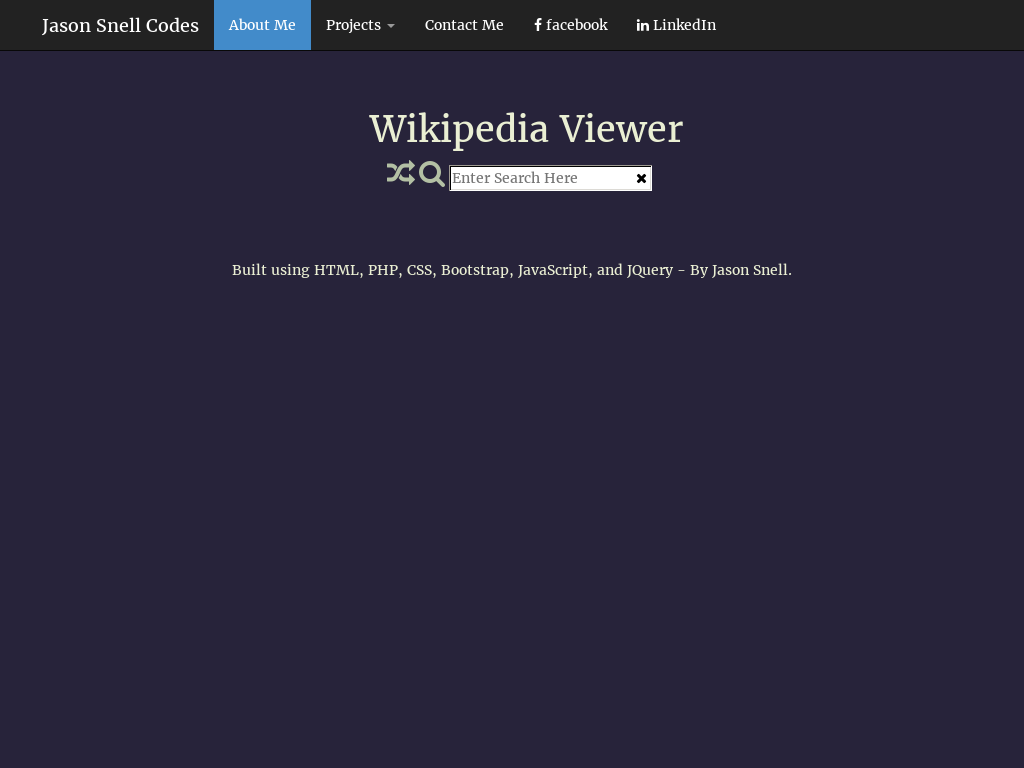 Jason Snell Codes About Me Projects Contact Me facebook LinkedIn
Wikipedia Viewer
Enter Search Here
Built using HTML, PHP, CSS, Bootstrap, JavaScript, and JQuery - By Jason Snell.